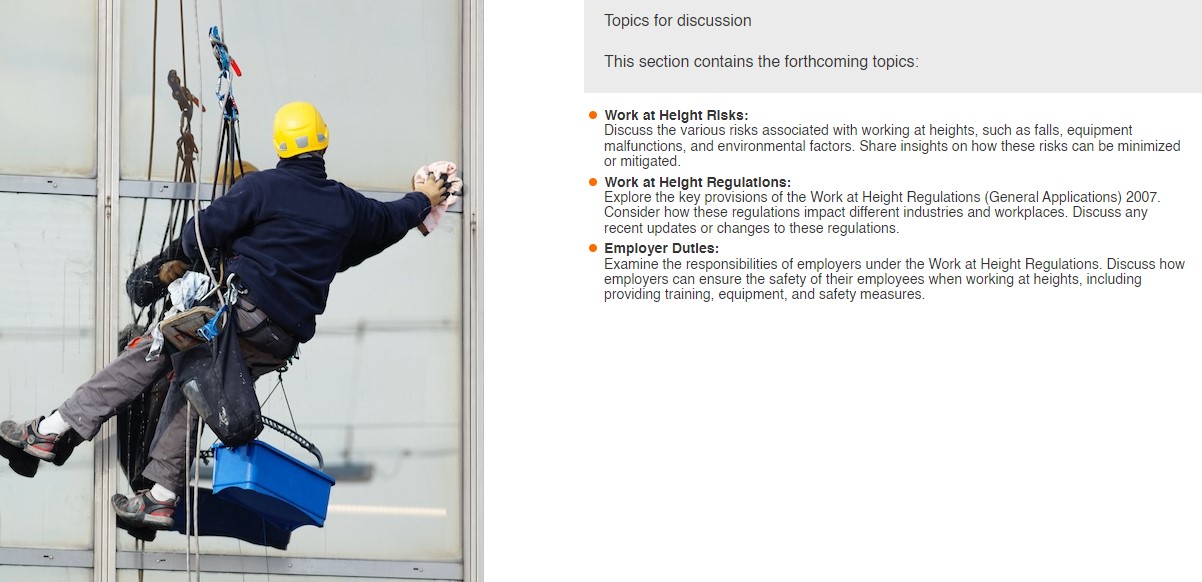 Topics for discussion
This section contains the forthcoming topics:
Work at Height Risks:
Discuss the various risks associated with working at heights, such as falls, equipment
malfunctions, and environmental factors. Share insights on how these risks can be minimized
or mitigated.
Work at Height Regulations:
Explore the key provisions of the Work at Height Regulations (General Applications) 2007.
Consider how these regulations impact different industries and workplaces. Discuss any
recent updates or changes to these regulations.
Employer Duties:
Examine the responsibilities of employers under the Work at Height Regulations. Discuss how
employers can ensure the safety of their employees when working at heights, including
providing training, equipment, and safety measures.